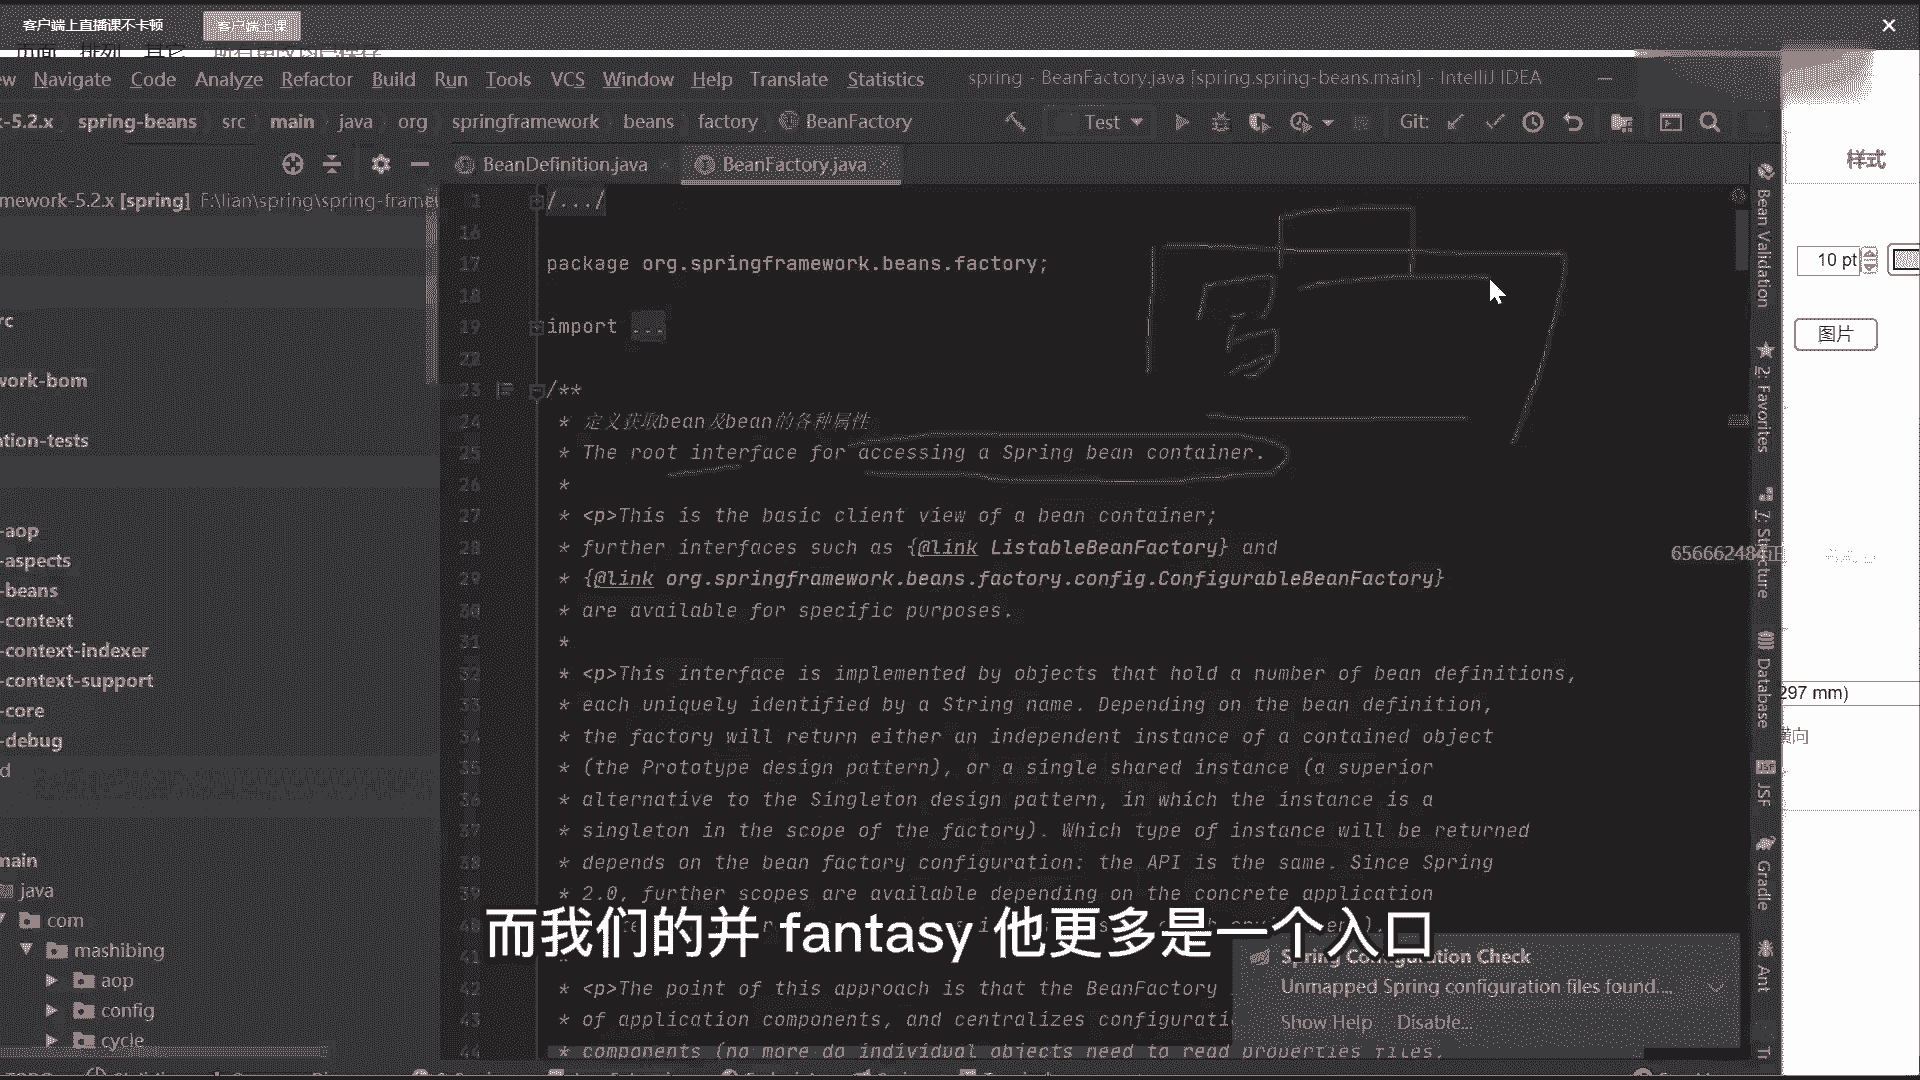 客户端上直播课不卡顿 客户端上课
ew Navigate Code Analyze Refactor Build Run Tools VCS Window Help Translate Statistics spring - BeanFactory.java [spring.spring-beans.main] - IntelliJ IDEA
k-5.2.x spring-beans src main java org springframework beans factory BeanFactory Test Git:
BeanDefinition.java BeanFactory.java
样式
mework-5.2.x [spring] F:\lian\spring\spring-frame
1 /.../
16
17 package org.springframework.beans.factory;
10 pt
18
19 import ...
rc
图片
22
work-bom
23 /**
24 * 定义获取bean及bean的各种属性
ation-tests
25 * The root interface for accessing a Spring bean container.
26 *
27 * <p>This is the basic client view of a bean container;
-aop
28 * further interfaces such as {@link ListableBeanFactory} and
-aspects
29 * {@link org.springframework.beans.factory.config.ConfigurableBeanFactory}
-beans
30 * are available for specific purposes.
-context
31 *
-context-indexer
32 * <p>This interface is implemented by objects that hold a number of bean definitions,
-context-support
297 mm)
33 * each uniquely identified by a String name. Depending on the bean definition,
-core
34 * the factory will return either an independent instance of a contained object
横向
-debug
35 * (the Prototype design pattern), or a single shared instance (a superior
d
36 * alternative to the Singleton design pattern, in which the instance is a
37 * singleton in the scope of the factory). Which type of instance will be returned
38 * depends on the bean factory configuration: the API is the same. Since Spring
main
39 * 2.0, further scopes are available depending on the concrete application
java
com
而我们的并 fantasy 他更多是一个入口
mashibing
41
Spring Configuration Check
aop
42 * <p>The point of this approach is that the BeanFactory
Unmapped Spring configuration files found....
config
43 * of application components, and centralizes configurati
Show Help Disable...
cycle
44 * components (no more do individual objects need to read properties files,
Bean Validation
2: Favorites
7: Structure
656662484
Database
JSF
Gradle
Ant